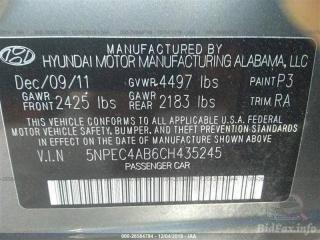 MANUFACTURED BY
HYUNDAI MOTOR MANUFACTURING ALABAMA, LLC
Dec/09/11 GVWR 4497 lbs PAINT P3
GAWR FRONT 2425 lbs GAWR REAR 2183 lbs TRIM RA
THIS VEHICLE CONFORMS TO ALL APPLICABLE U.S.A. FEDERAL MOTOR VEHICLE SAFETY, BUMPER, AND THEFT PREVENTION STANDARDS IN EFFECT ON THE DATE OF MANUFACTURE SHOWN ABOVE.
V.I.N 5NPEC4AB6CH435245
PASSENGER CAR
BidFax.info
000-28584794 - 12/04/2019 - IAA